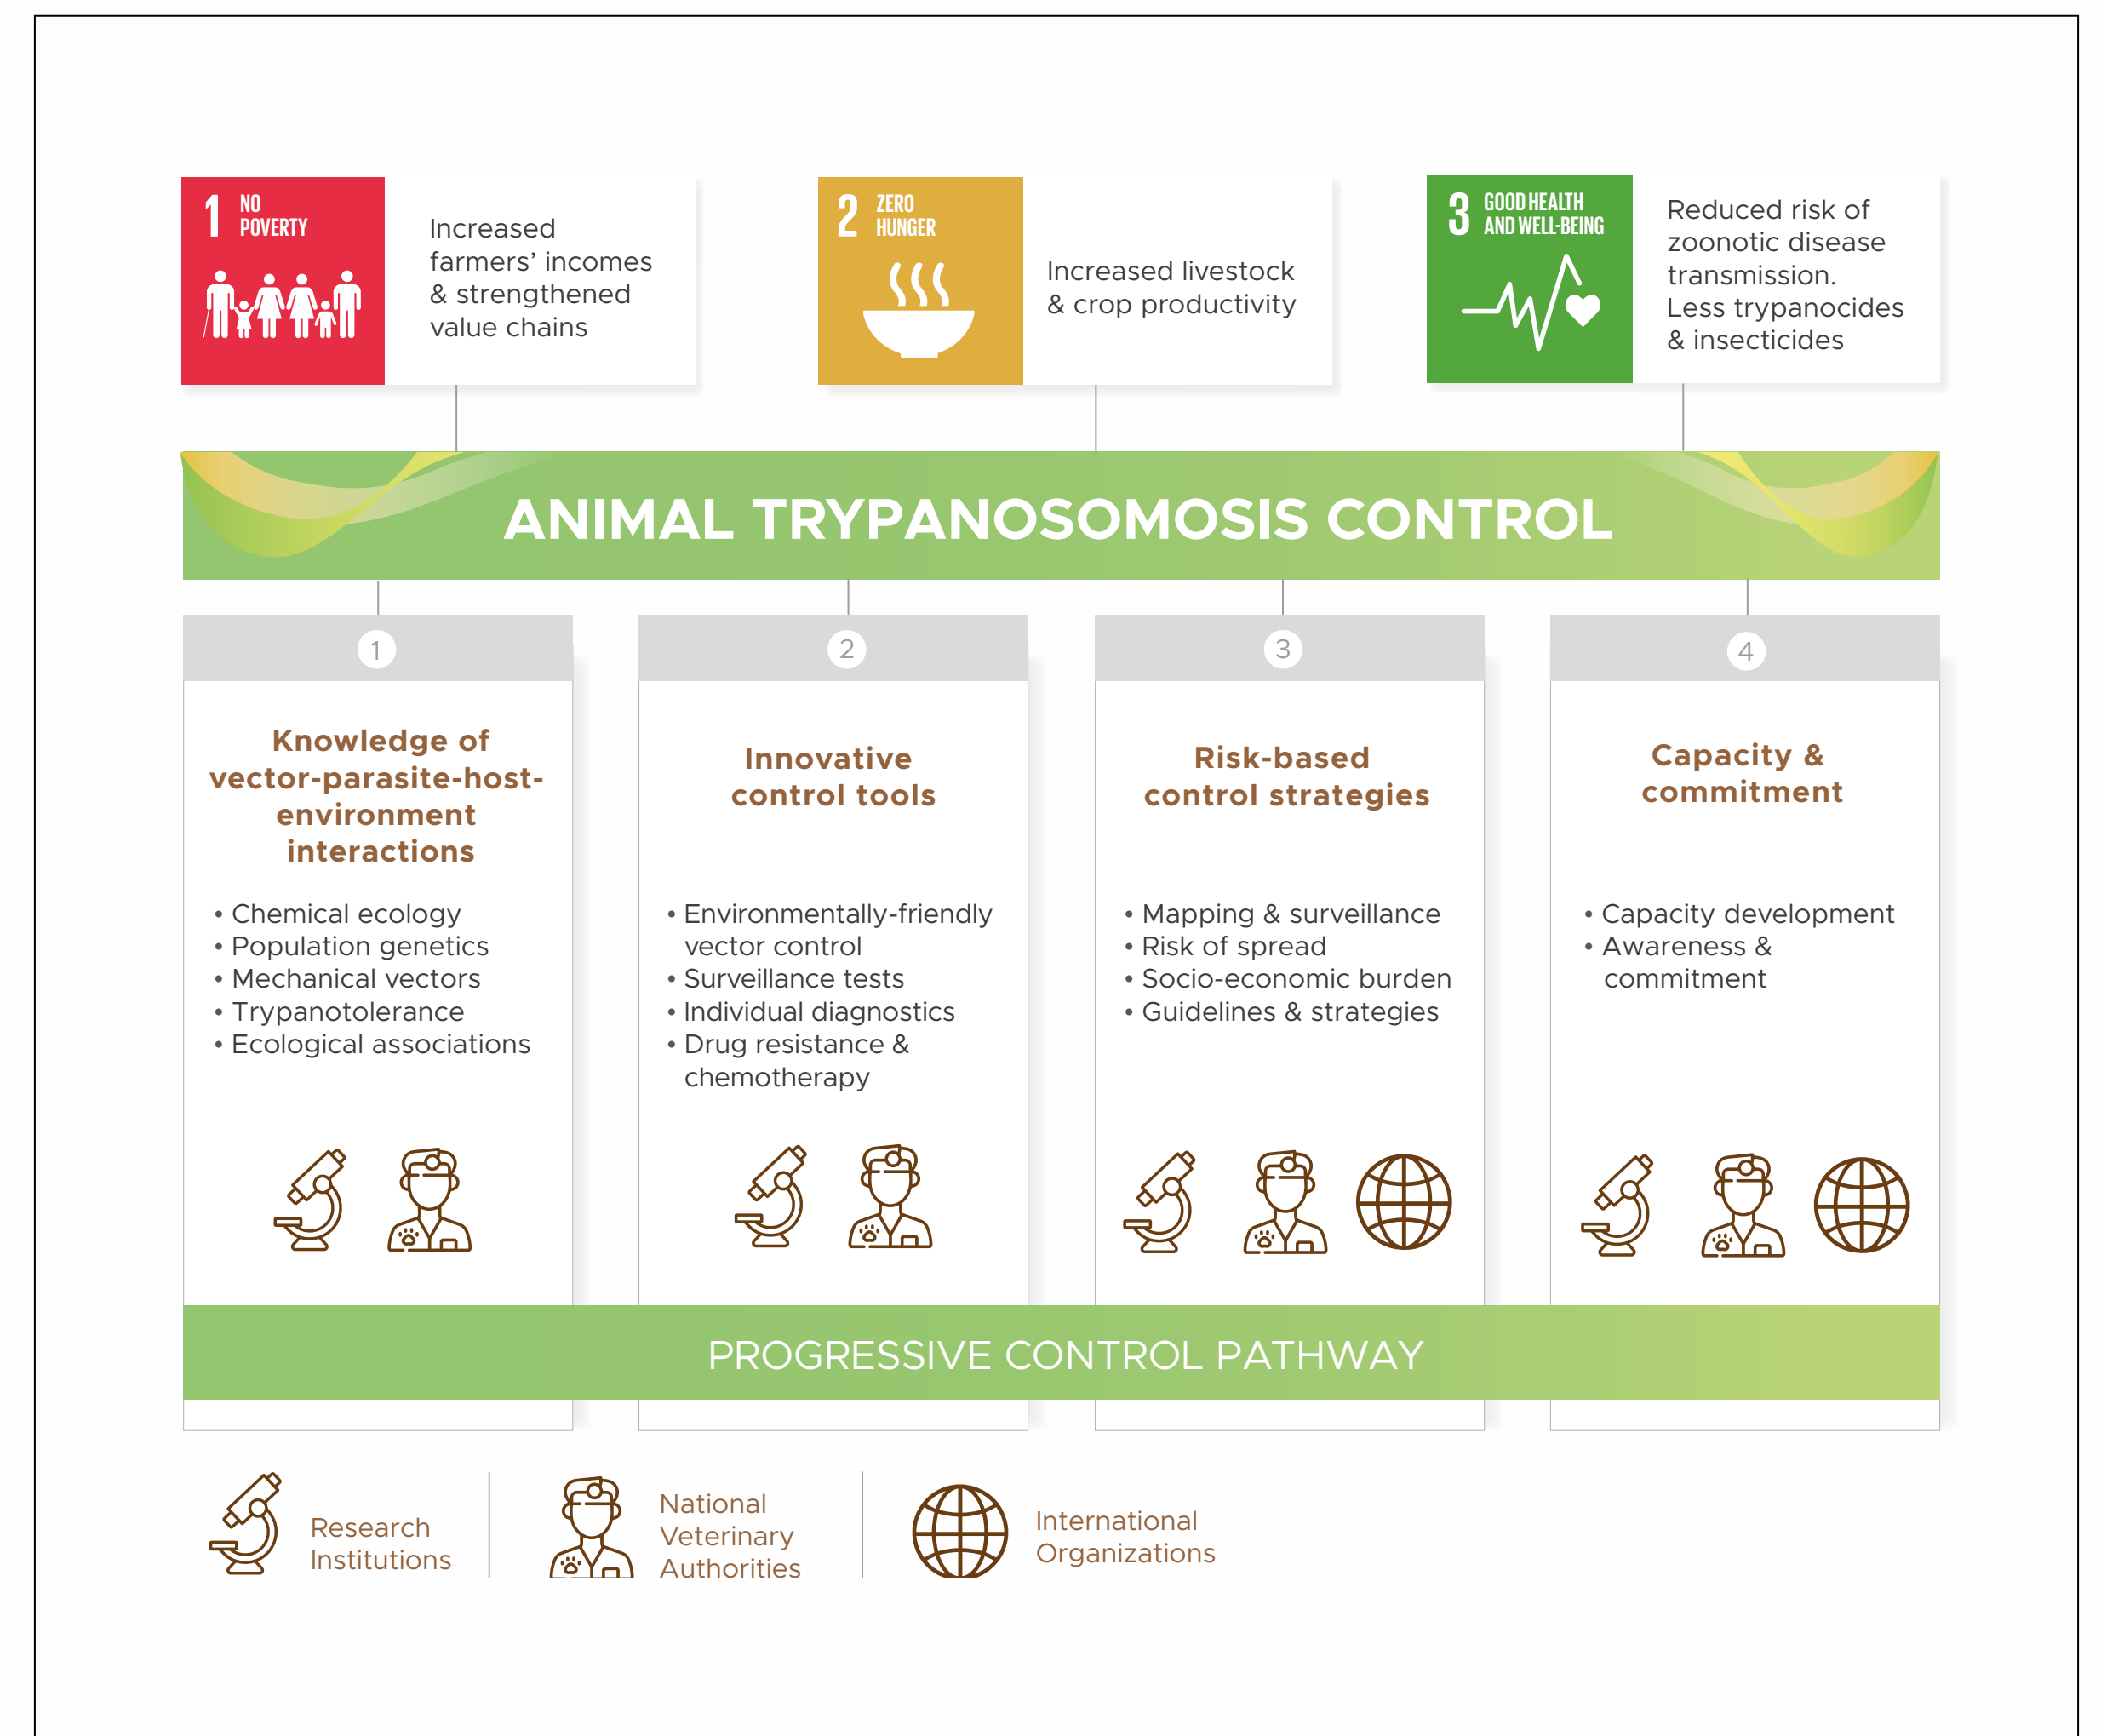 1 NO
POVERTY
Increased
farmers’ incomes
& strengthened
value chains
2 ZERO
HUNGER
Increased livestock
& crop productivity
3 GOOD HEALTH
AND WELL-BEING
Reduced risk of
zoonotic disease
transmission.
Less trypanocides
& insecticides
ANIMAL TRYPANOSOMOSIS CONTROL
1
Knowledge of
vector-parasite-host-
environment
interactions
• Chemical ecology
• Population genetics
• Mechanical vectors
• Trypanotolerance
• Ecological associations
2
Innovative
control tools
• Environmentally-friendly
vector control
• Surveillance tests
• Individual diagnostics
• Drug resistance &
chemotherapy
3
Risk-based
control strategies
• Mapping & surveillance
• Risk of spread
• Socio-economic burden
• Guidelines & strategies
4
Capacity &
commitment
• Capacity development
• Awareness &
commitment
PROGRESSIVE CONTROL PATHWAY
Research
Institutions
National
Veterinary
Authorities
International
Organizations